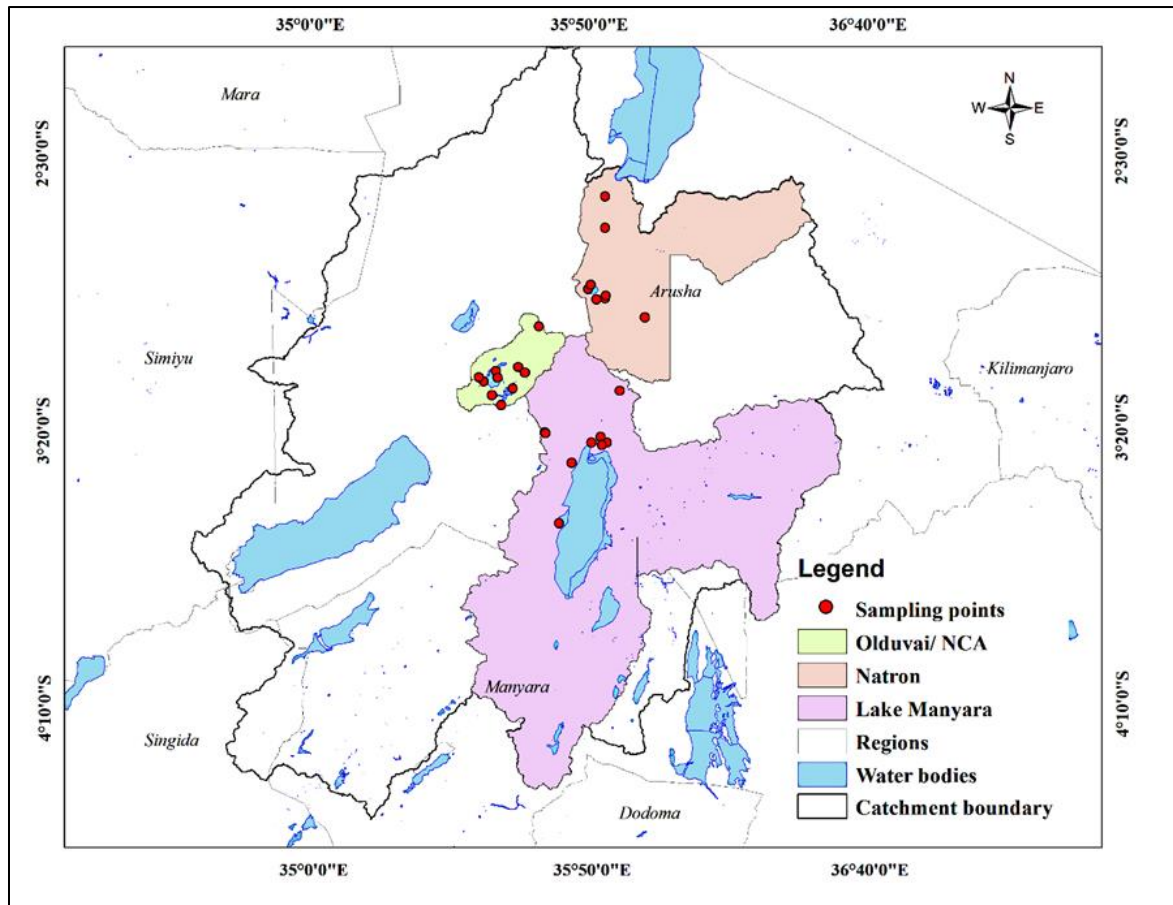 35°0'0"E 35°50'0"E 36°40'0"E
Mara
N
W E
S
2°30'0"S 2°30'0"S
Arusha
Simiyu
Kilimanjaro
3°20'0"S 3°20'0"S
Legend
Sampling points
Olduvai/ NCA
Natron
Manyara
Lake Manyara
4°10'0"S 4°10'0"S
Singida
Regions
Water bodies
Catchment boundary
Dodoma
35°0'0"E 35°50'0"E 36°40'0"E